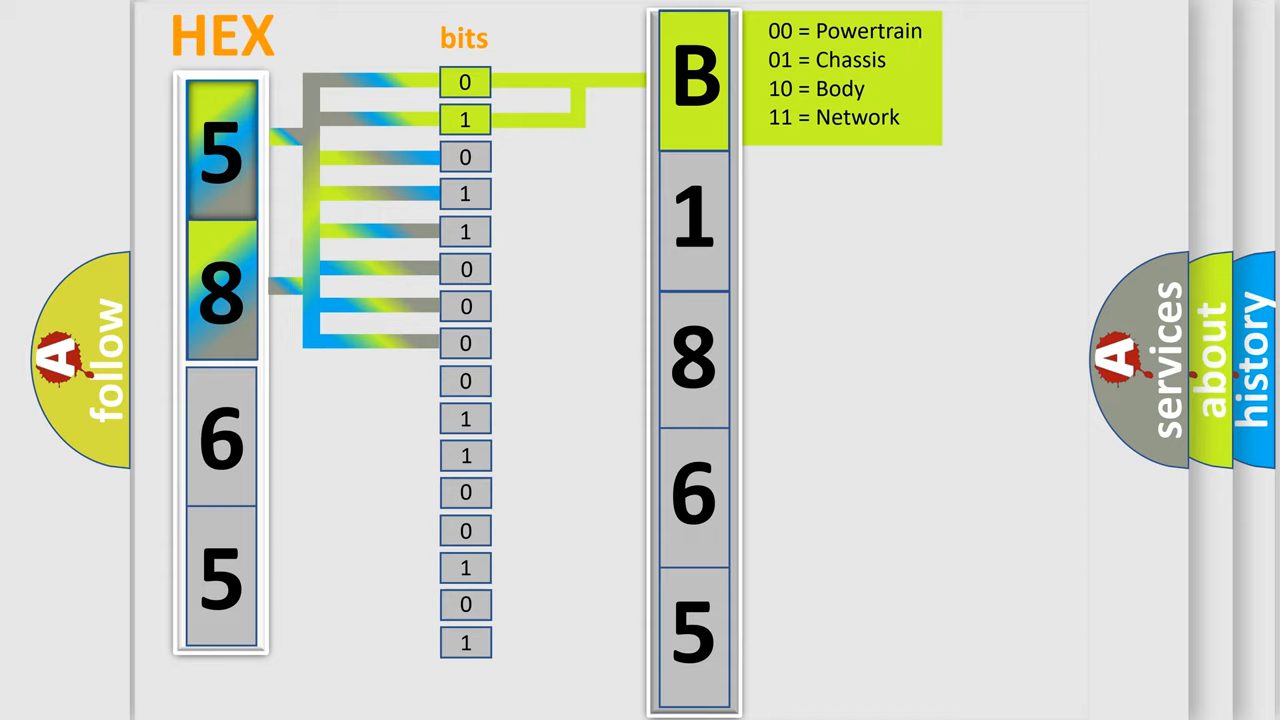 HEX
bits
5
8
6
5
0
1
0
1
1
0
0
0
0
1
1
0
0
1
0
1
B
1
8
6
5
00 = Powertrain
01 = Chassis
10 = Body
11 = Network
A
follow
A
services
about
history